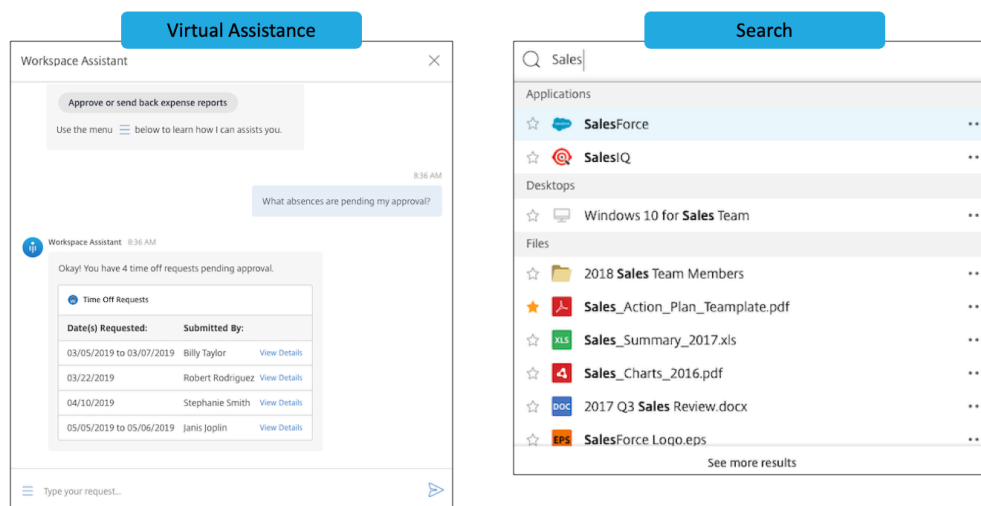 Virtual Assistance
Workspace Assistant
Approve or send back expense reports
Use the menu below to learn how I can assists you.
8:36 AM
What absences are pending my approval?
Workspace Assistant 8:36 AM
Okay! You have 4 time off requests pending approval.
Time Off Requests
Date(s) Requested: Submitted By:
03/05/2019 to 03/07/2019 Billy Taylor View Details
03/22/2019 Robert Rodriguez View Details
04/10/2019 Stephanie Smith View Details
05/05/2019 to 05/06/2019 Janis Joplin View Details
Type your request...
Search
Sales
Applications
SalesForce
SalesIQ
Desktops
Windows 10 for Sales Team
Files
2018 Sales Team Members
Sales_Action_Plan_Teamplate.pdf
XLS Sales_Summary_2017.xls
Sales_Charts_2016.pdf
DOC 2017 Q3 Sales Review.docx
EPS SalesForce Logo.eps
See more results